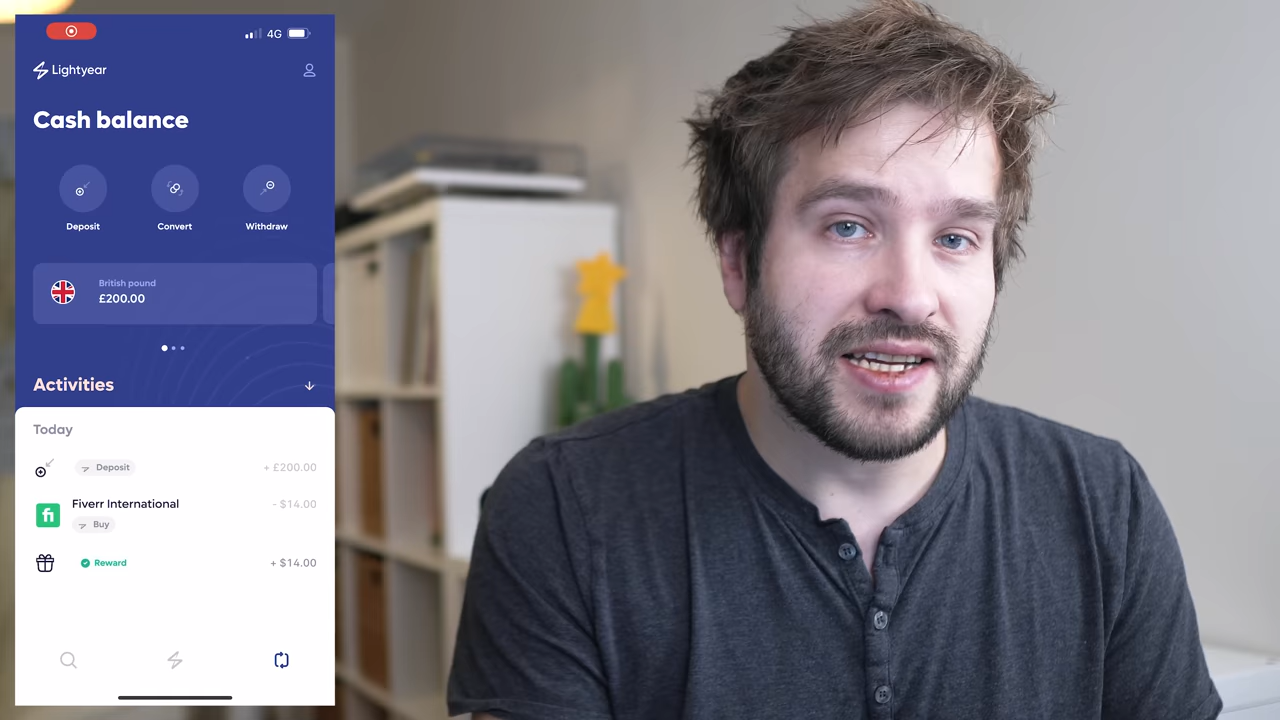 4G
Lightyear
Cash balance
Deposit
Convert
Withdraw
British pound
£200.00
Activities
Today
Deposit
+ £200.00
Fiverr International
- $14.00
Buy
fi
Reward
+ $14.00